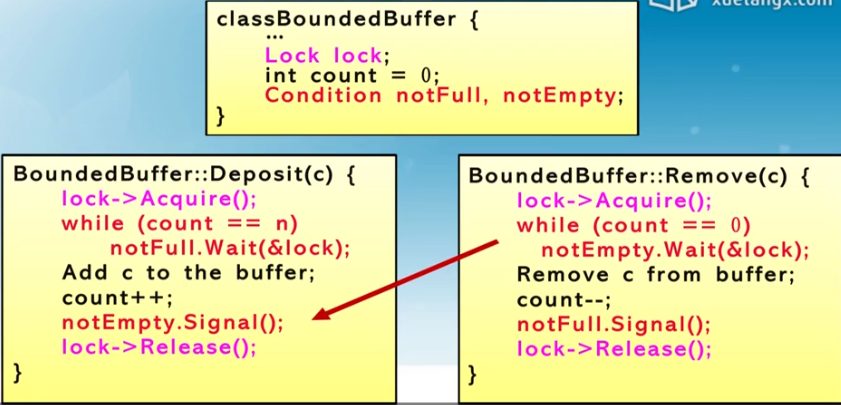 xuetangx.com
classBoundedBuffer {
...
Lock lock;
int count = 0;
Condition notFull, notEmpty;
}
BoundedBuffer::Deposit(c) {
lock->Acquire();
while (count == n)
notFull.Wait(&lock);
Add c to the buffer;
count++;
notEmpty.Signal();
lock->Release();
}
BoundedBuffer::Remove(c) {
lock->Acquire();
while (count == 0)
notEmpty.Wait(&lock);
Remove c from buffer;
count--;
notFull.Signal();
lock->Release();
}